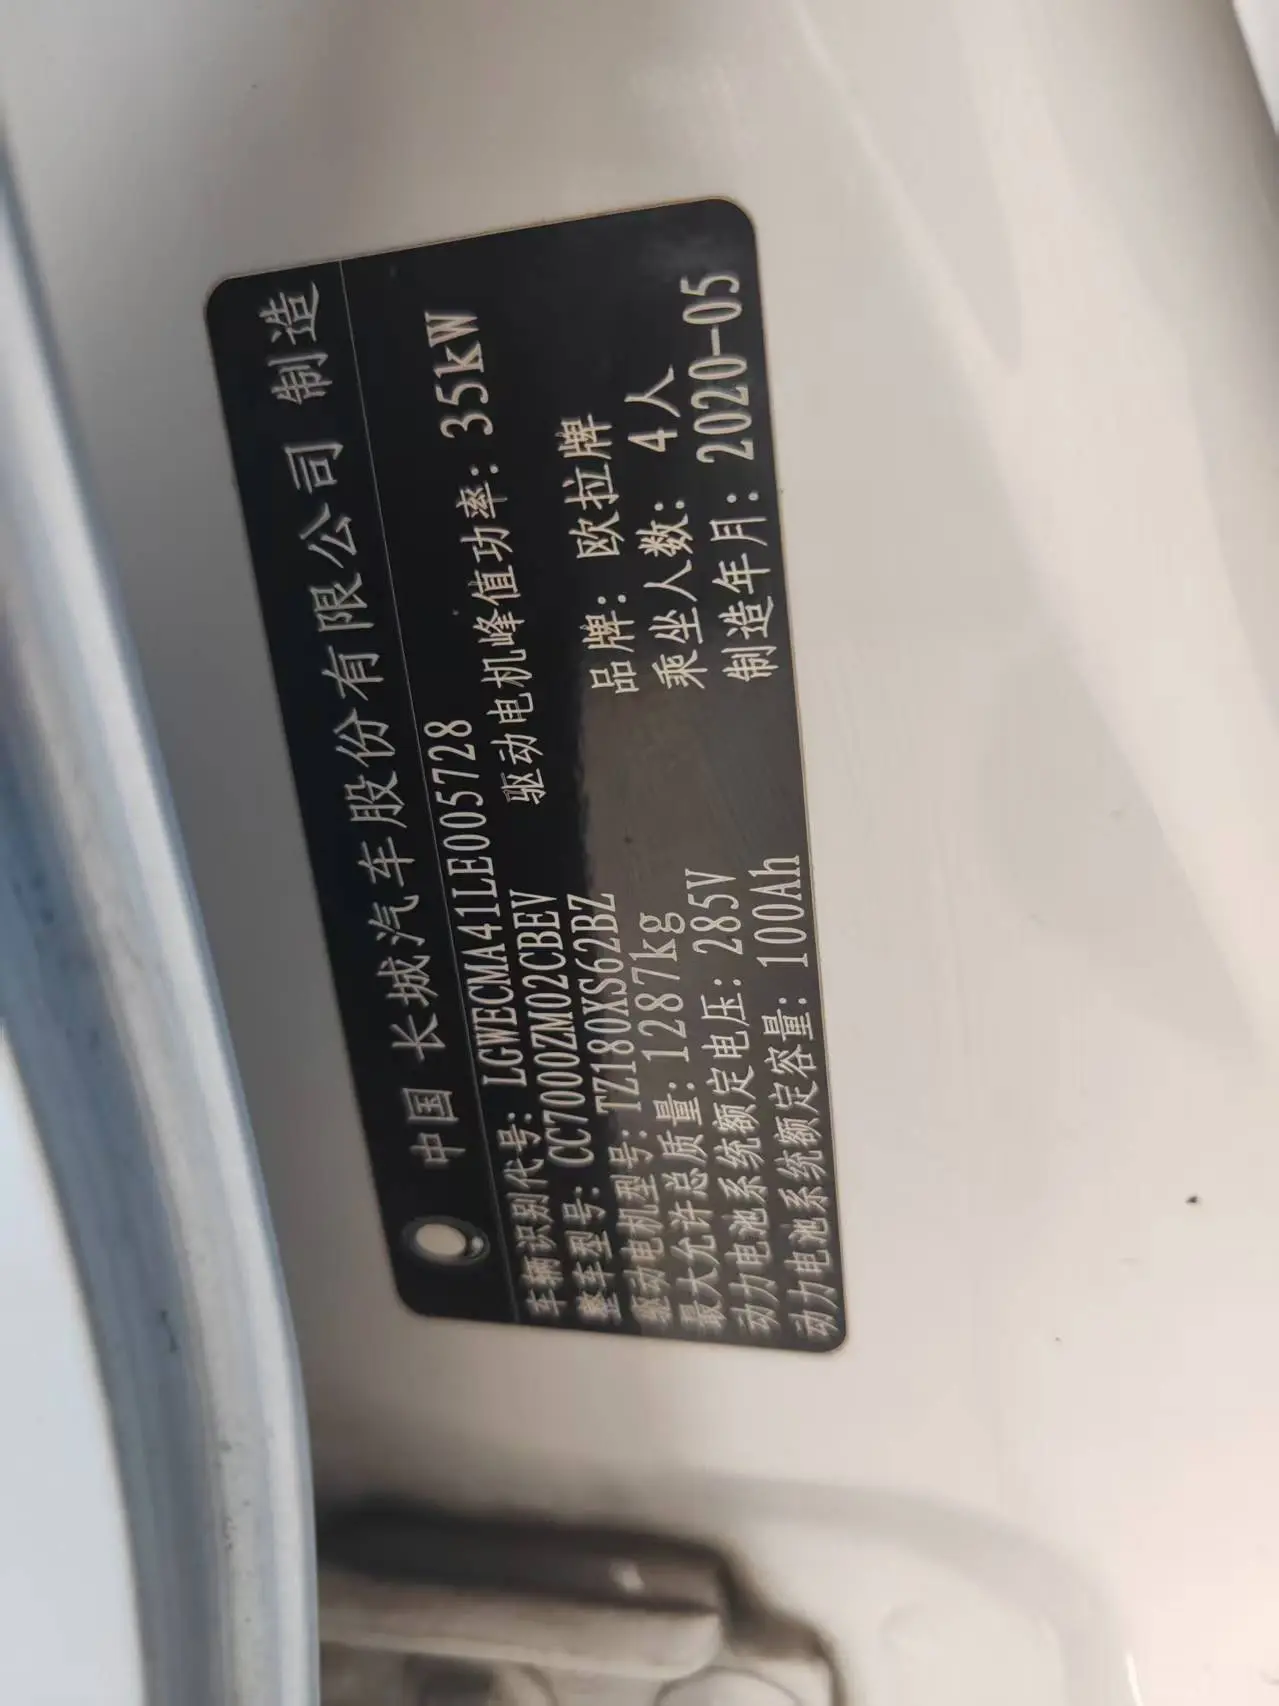 中国 长城汽车股份有限公司 制造
车辆识别代号: LGWECMA41LE005728
整车型号: CC7000ZM02CBEV 驱动电机峰值功率: 35kW
驱动电机型号: TZ180XS62BZ 品牌: 欧拉牌
最大允许总质量: 1287kg 乘坐人数: 4人
动力电池系统额定电压: 285V 制造年月: 2020-05
动力电池系统额定容量: 100Ah